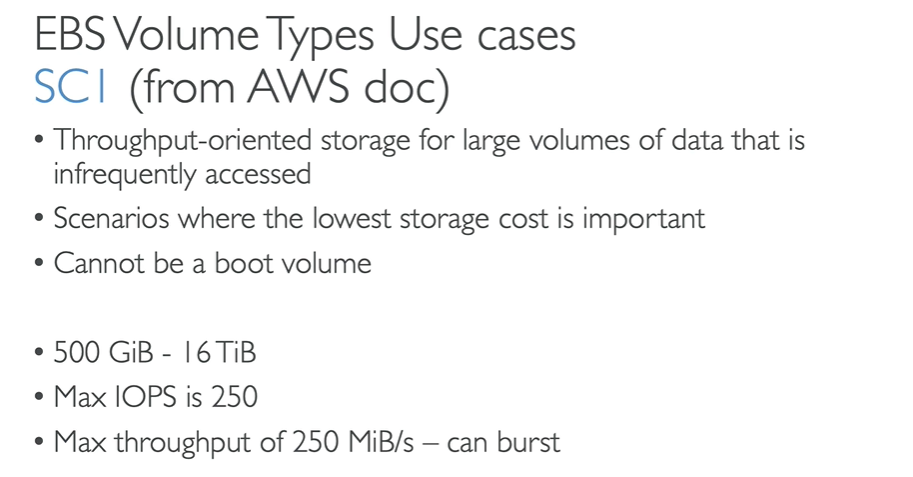 EBS Volume Types Use cases
SC1 (from AWS doc)
• Throughput-oriented storage for large volumes of data that is
infrequently accessed
• Scenarios where the lowest storage cost is important
• Cannot be a boot volume
• 500 GiB - 16 TiB
• Max IOPS is 250
• Max throughput of 250 MiB/s – can burst